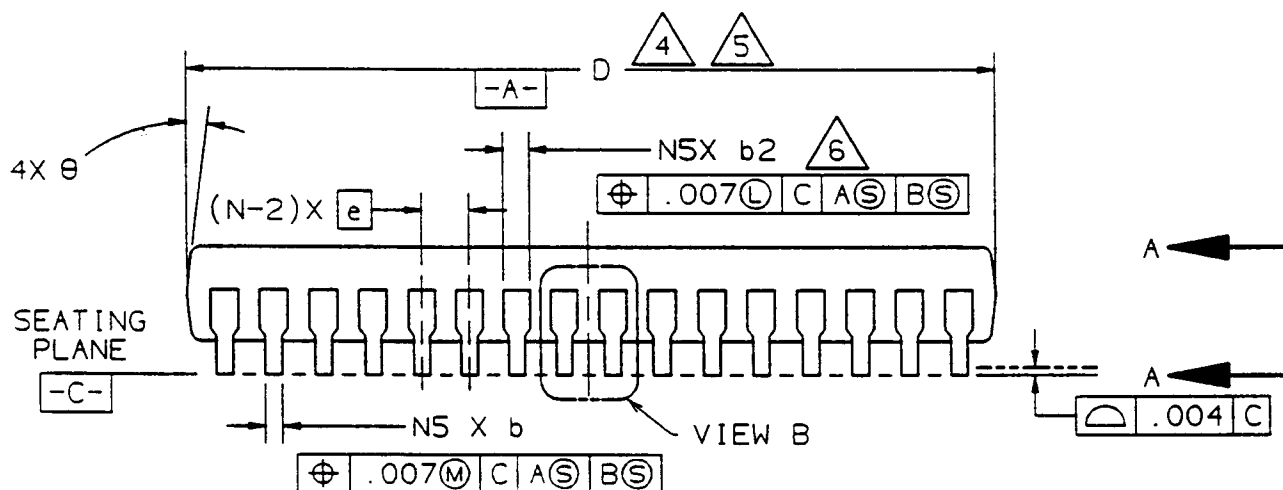 4 5
D
-A-
4X θ
N5X b2 6
⌖ .007Ⓛ C AⓈ BⓈ
(N-2)X e
A
SEATING
PLANE
-C-
A
⌓ .004 C
N5 X b
VIEW B
⌖ .007Ⓜ C AⓈ BⓈ